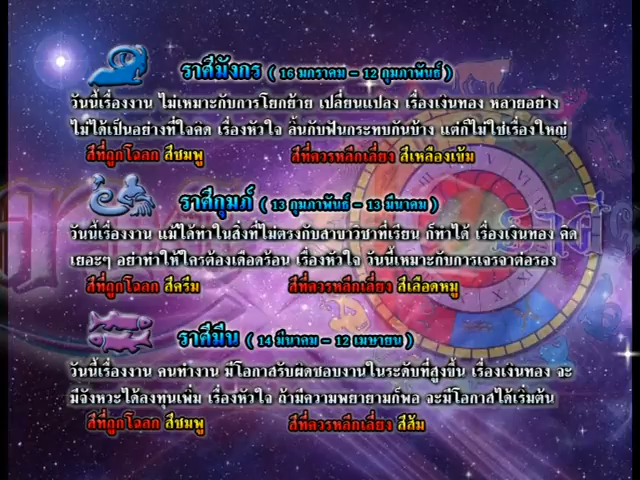 ราศีมังกร ( 16 มกราคม - 12 กุมภาพันธ์ )
วันนี้เรื่องงาน ไม่เหมาะกับการโยกย้าย เปลี่ยนแปลง เรื่องเงินทอง หลายอย่าง
ไม่ได้เป็นอย่างที่ใจคิด เรื่องหัวใจ ลิ้นกับฟันกระทบกันบ้าง แต่ก็ไม่ใช่เรื่องใหญ่
สีที่ถูกโฉลก สีชมพู สีที่ควรหลีกเลี่ยง สีเหลืองเข้ม
ราศีกุมภ์ ( 13 กุมภาพันธ์ - 13 มีนาคม )
วันนี้เรื่องงาน แม้ได้ทำในสิ่งที่ไม่ตรงกับสาขาวิชาที่เรียน ก็ทำได้ เรื่องเงินทอง คิด
เยอะๆ อย่าทำให้ใครต้องเดือดร้อน เรื่องหัวใจ วันนี้เหมาะกับการเจรจาต่อรอง
สีที่ถูกโฉลก สีครีม สีที่ควรหลีกเลี่ยง สีเลือดหมู
ราศีมีน ( 14 มีนาคม - 12 เมษายน )
วันนี้เรื่องงาน คนทำงาน มีโอกาสรับผิดชอบงานในระดับที่สูงขึ้น เรื่องเงินทอง จะ
มีจังหวะได้ลงทุนเพิ่ม เรื่องหัวใจ ถ้ามีความพยายามก็พอ จะมีโอกาสได้เริ่มต้น
สีที่ถูกโฉลก สีชมพู สีที่ควรหลีกเลี่ยง สีส้ม